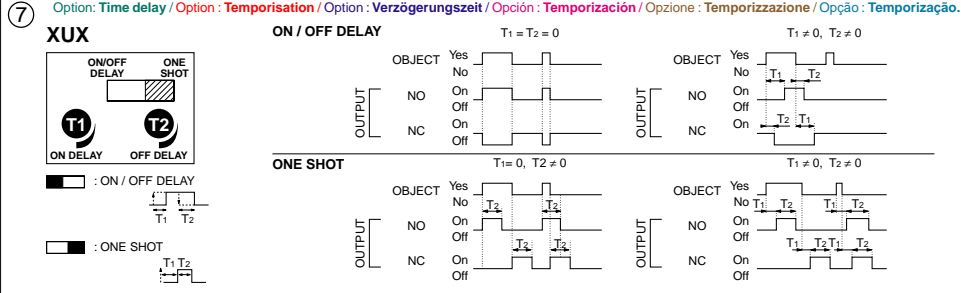 7 Option: Time delay / Option : Temporisation / Option : Verzögerungszeit / Opción : Temporización / Opzione : Temporizzazione / Opção : Temporização.
XUX
ON/OFF DELAY
ONE SHOT
T1
T2
ON DELAY
OFF DELAY
: ON / OFF DELAY
T1 T2
: ONE SHOT
T1 T2
ON / OFF DELAY
T1 = T2 = 0
OBJECT Yes
No
OUTPUT
NO On
Off
NC On
Off
T1 ≠ 0, T2 ≠ 0
OBJECT Yes
No
T1 T2
OUTPUT
NO On
Off
NC On
T2 T1
Off
ONE SHOT
T1= 0, T2 ≠ 0
OBJECT Yes
No
T2 T2
OUTPUT
NO On
Off
T2 T2
NC On
Off
T1 ≠ 0, T2 ≠ 0
OBJECT Yes
No
T1 T2 T1 T2
OUTPUT
NO On
Off
T1 T2 T1 T2
NC On
Off